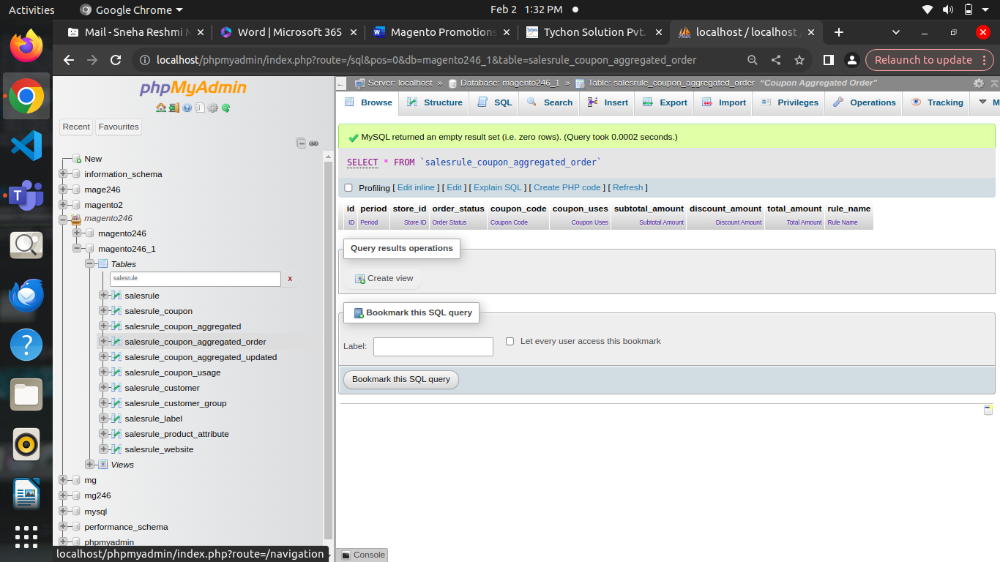 Activities
Google Chrome
Feb 2 1:32 PM
Mail - Sneha Reshmi M
Word | Microsoft 365
Magento Promotions
Tychon Solution Pvt.
localhost / localhost /
localhost/phpmyadmin/index.php?route=/sql&pos=0&db=magento246_1&table=salesrule_coupon_aggregated_order
Relaunch to update
phpMyAdmin
Recent
Favourites
New
information_schema
mage246
magento2
magento246
magento246
magento246_1
Tables
salesrule
x
salesrule
salesrule_coupon
salesrule_coupon_aggregated
salesrule_coupon_aggregated_order
salesrule_coupon_aggregated_updated
salesrule_coupon_usage
salesrule_customer
salesrule_customer_group
salesrule_label
salesrule_product_attribute
salesrule_website
Views
mg
mg246
mysql
performance_schema
phpmyadmin
localhost/phpmyadmin/index.php?route=/navigation
Server: localhost » Database: magento246_1 » Table: salesrule_coupon_aggregated_order “Coupon Aggregated Order”
Browse Structure SQL Search Insert Export Import Privileges Operations Tracking M
MySQL returned an empty result set (i.e. zero rows). (Query took 0.0002 seconds.)
SELECT * FROM `salesrule_coupon_aggregated_order`
Profiling [ Edit inline ] [ Edit ] [ Explain SQL ] [ Create PHP code ] [ Refresh ]
id period store_id order_status coupon_code coupon_uses subtotal_amount discount_amount total_amount rule_name
ID Period Store ID Order Status Coupon Code Coupon Uses Subtotal Amount Discount Amount Total Amount Rule Name
Query results operations
Create view
Bookmark this SQL query
Label:
Let every user access this bookmark
Bookmark this SQL query
Console